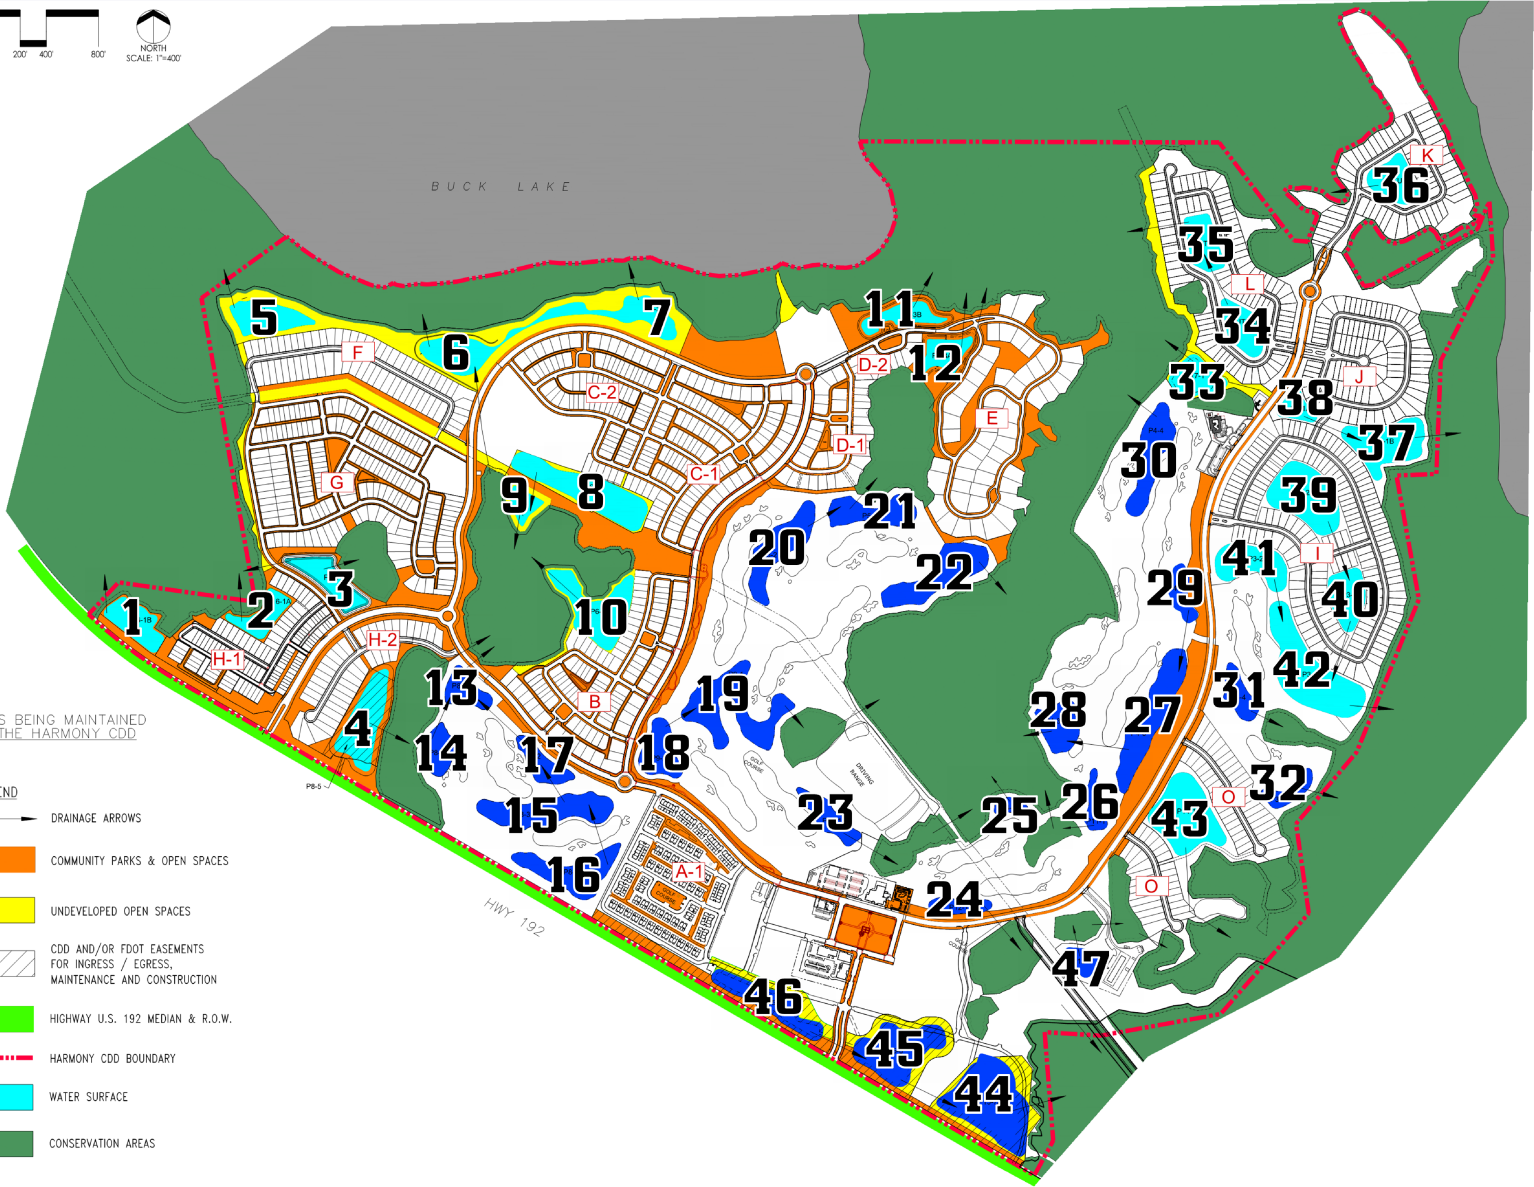 200' 400' 800'
NORTH
SCALE: 1"=400'
BUCK LAKE
K
36
35
L
34
33
38
J
37
5
6
7
11
12
D-2
E
F
C-2
D-1
C-1
G
9
8
30
39
I
41
40
42
20
21
22
29
1
2
3
10
H-1
H-2
13
14
B
17
18
19
28
27
31
32
4
P8-5
GOLF
COURSE
DRIVING
RANGE
15
16
23
25
26
43
O
A-1
GOLF
COURSE
24
O
HWY 192
46
45
44
47
S BEING MAINTAINED
THE HARMONY CDD
END
DRAINAGE ARROWS
COMMUNITY PARKS & OPEN SPACES
UNDEVELOPED OPEN SPACES
CDD AND/OR FDOT EASEMENTS
FOR INGRESS / EGRESS,
MAINTENANCE AND CONSTRUCTION
HIGHWAY U.S. 192 MEDIAN & R.O.W.
HARMONY CDD BOUNDARY
WATER SURFACE
CONSERVATION AREAS